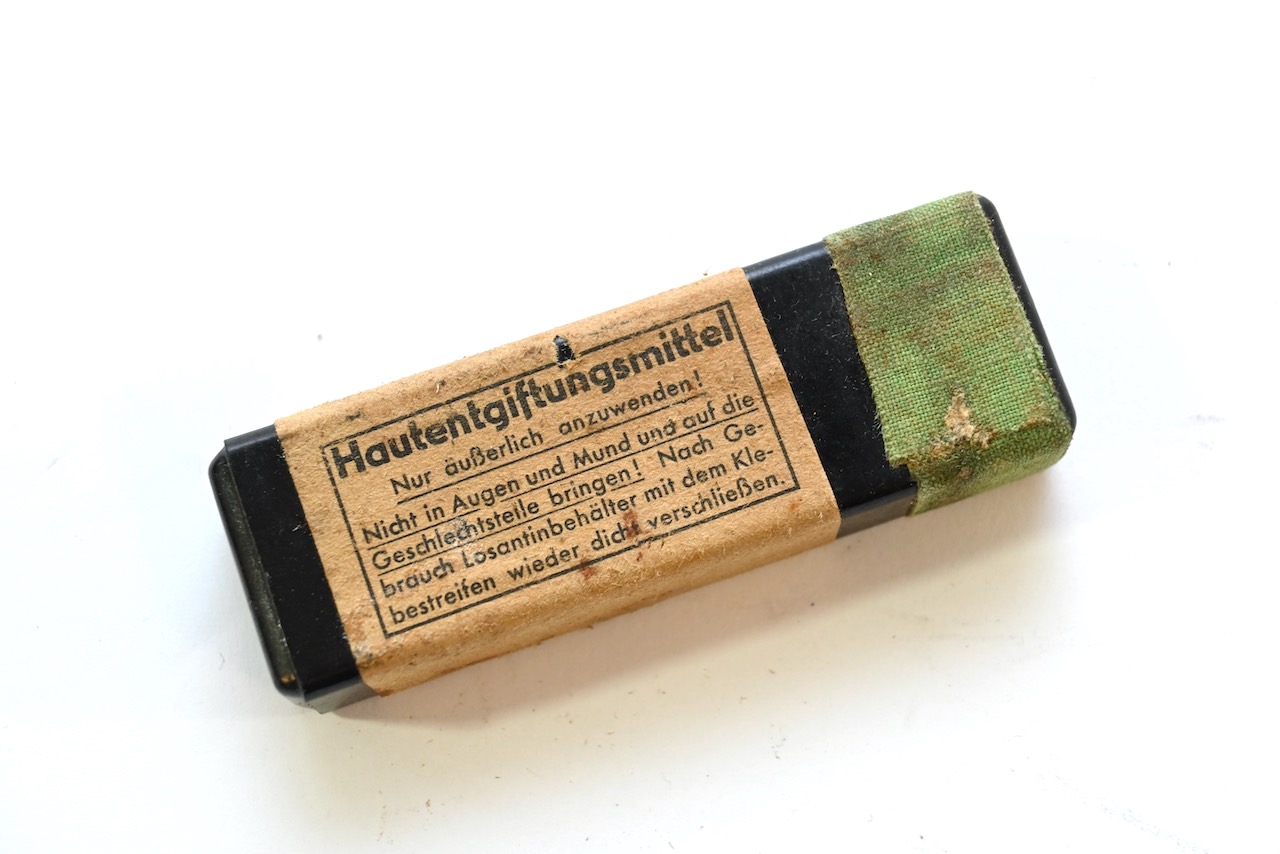 Hautentgiftungsmittel
Nur äußerlich anzuwenden!
Nicht in Augen und Mund und auf die
Geschlechtsteile bringen! Nach Ge-
brauch Losantinbehälter mit dem Kle-
bestreifen wieder dicht verschließen.